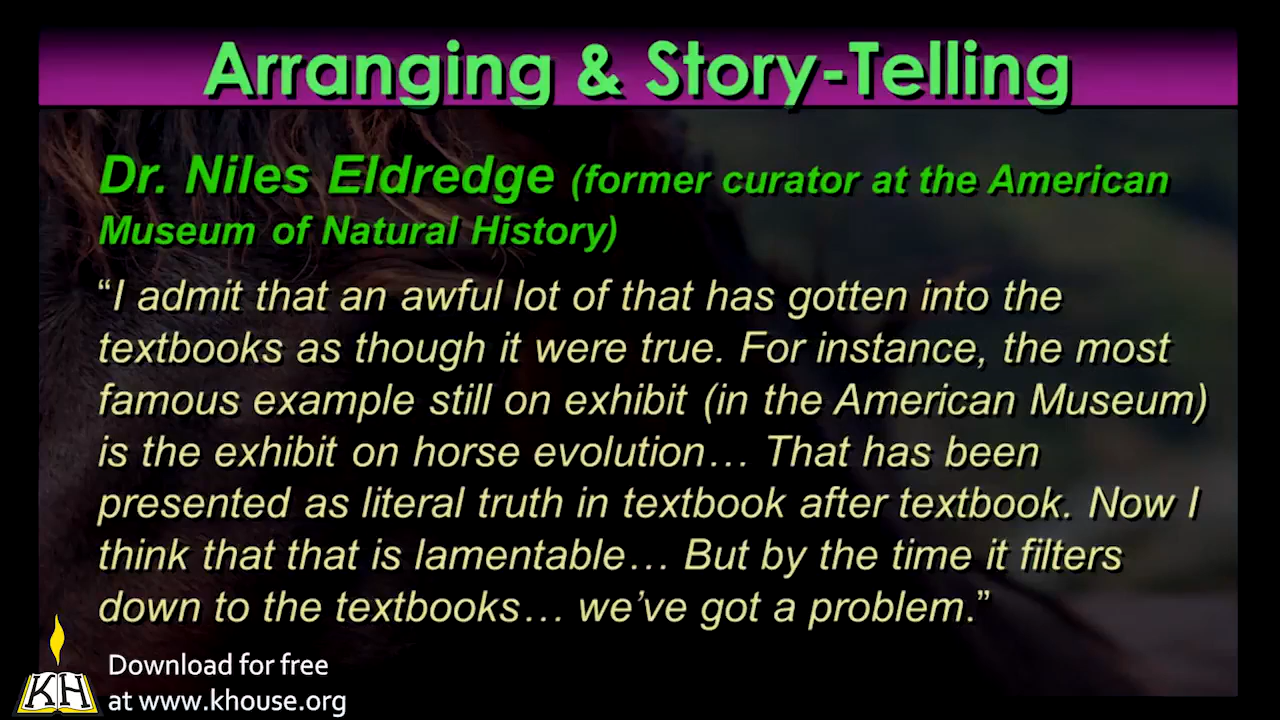 Arranging & Story-Telling
Dr. Niles Eldredge (former curator at the American
Museum of Natural History)
“I admit that an awful lot of that has gotten into the
textbooks as though it were true. For instance, the most
famous example still on exhibit (in the American Museum)
is the exhibit on horse evolution… That has been
presented as literal truth in textbook after textbook. Now I
think that that is lamentable… But by the time it filters
down to the textbooks… we’ve got a problem.”
KH
Download for free
at www.khouse.org